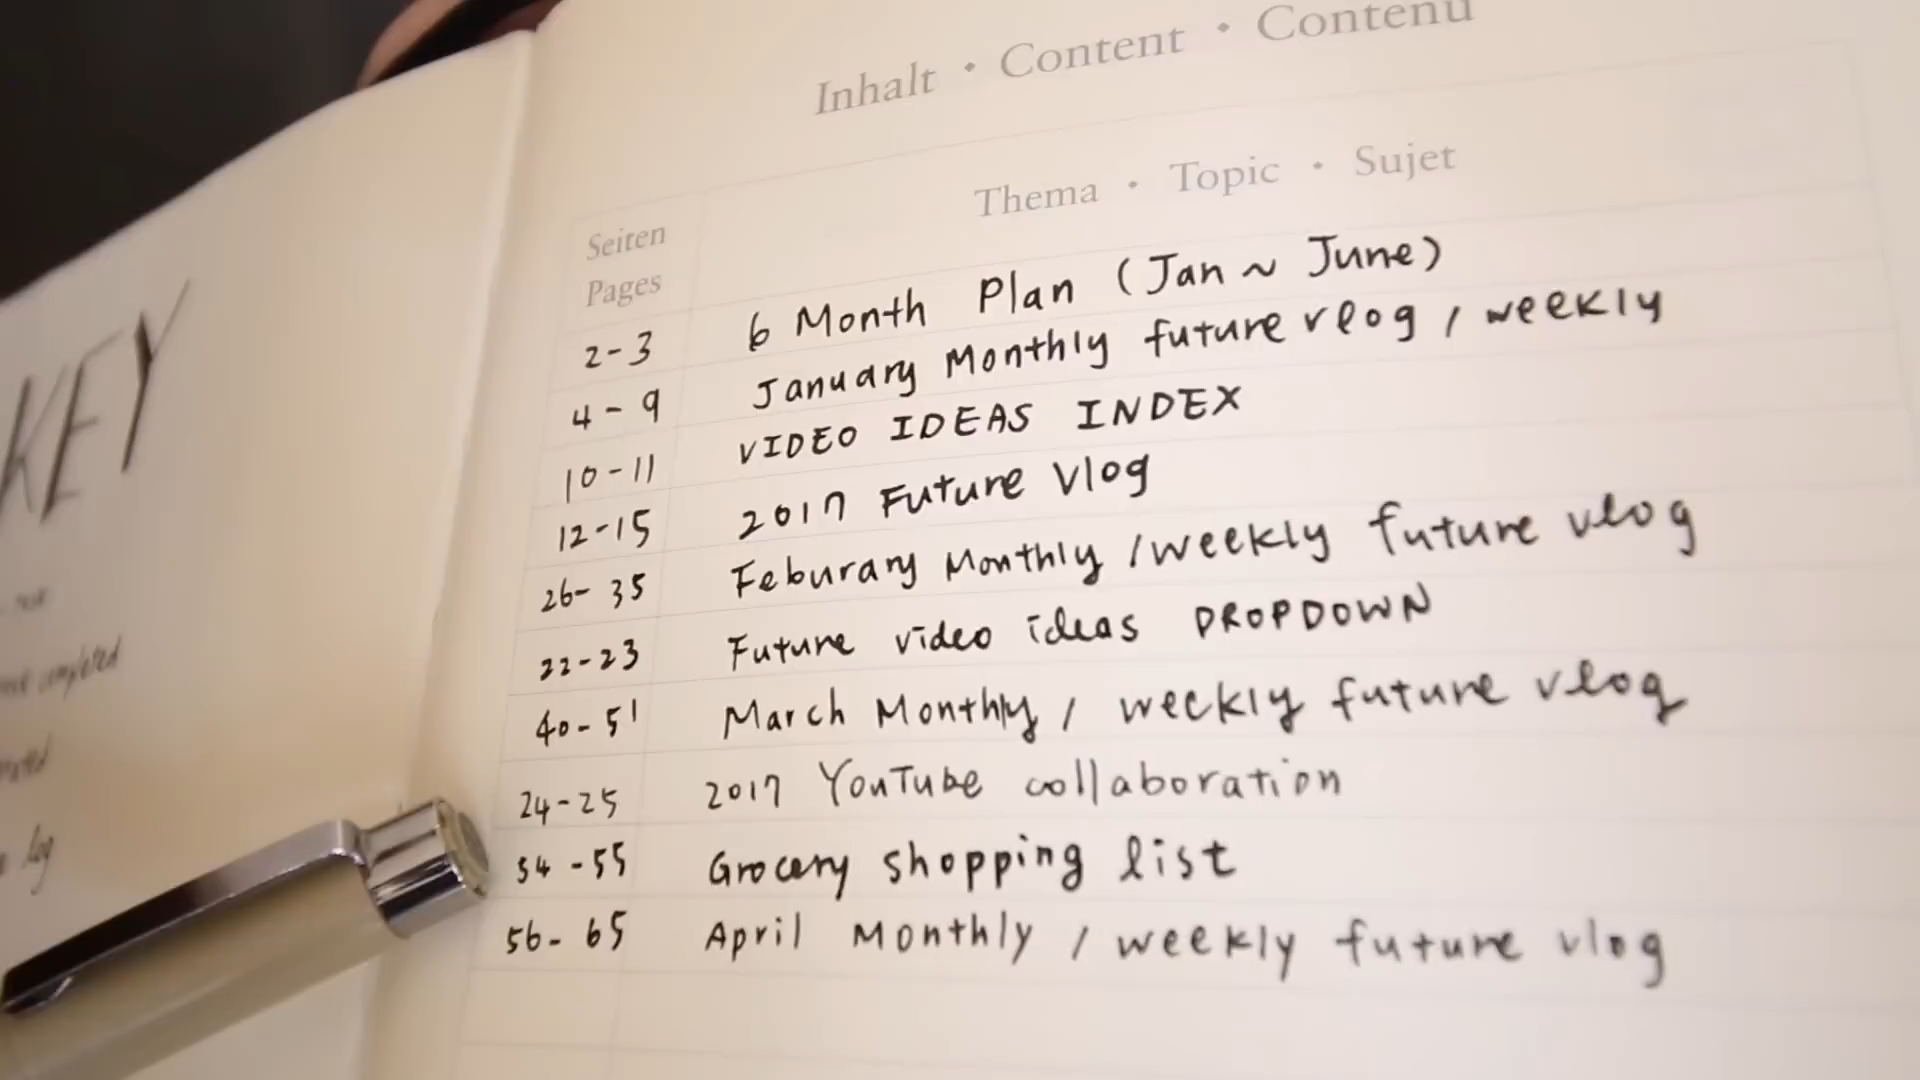 KEY
completed
log
Inhalt • Content • Contenu
Seiten
Pages
Thema • Topic • Sujet
2-3 6 Month Plan (Jan ~ June)
4-9 January Monthly future vlog / weekly
10-11 VIDEO IDEAS INDEX
12-15 2017 Future Vlog
26-35 Feburary Monthly / weekly future vlog
22-23 Future video ideas DROPDOWN
40-51 March Monthly / weekly future vlog
24-25 2017 YouTube collaboration
54-55 Grocery shopping list
56-65 April Monthly / weekly future vlog